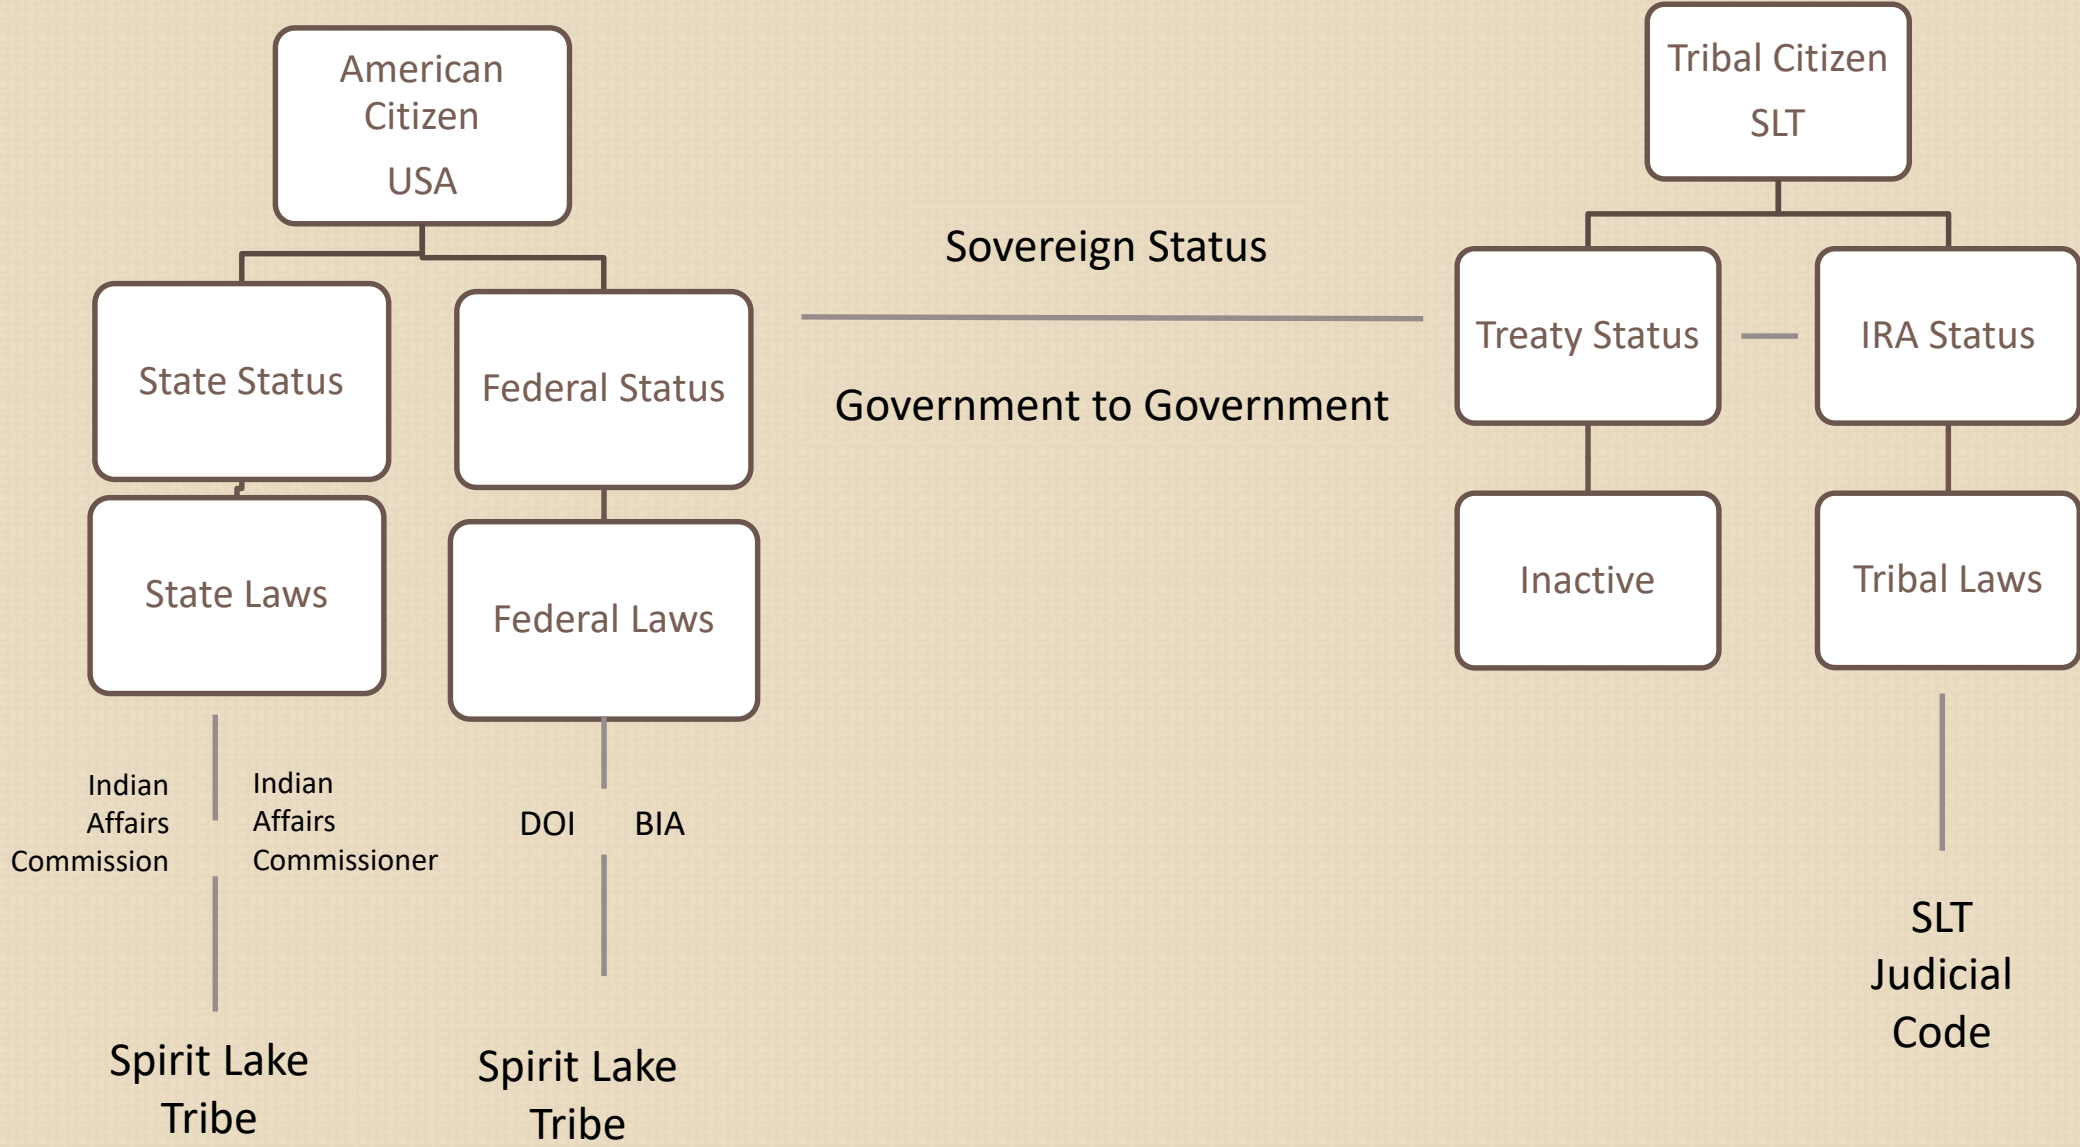 American
Citizen
USA
State Status
Federal Status
State Laws
Federal Laws
Indian
Affairs
Commission
Indian
Affairs
Commissioner
DOI
BIA
Spirit Lake
Tribe
Spirit Lake
Tribe
Sovereign Status
Government to Government
Tribal Citizen
SLT
Treaty Status
IRA Status
Inactive
Tribal Laws
SLT
Judicial
Code